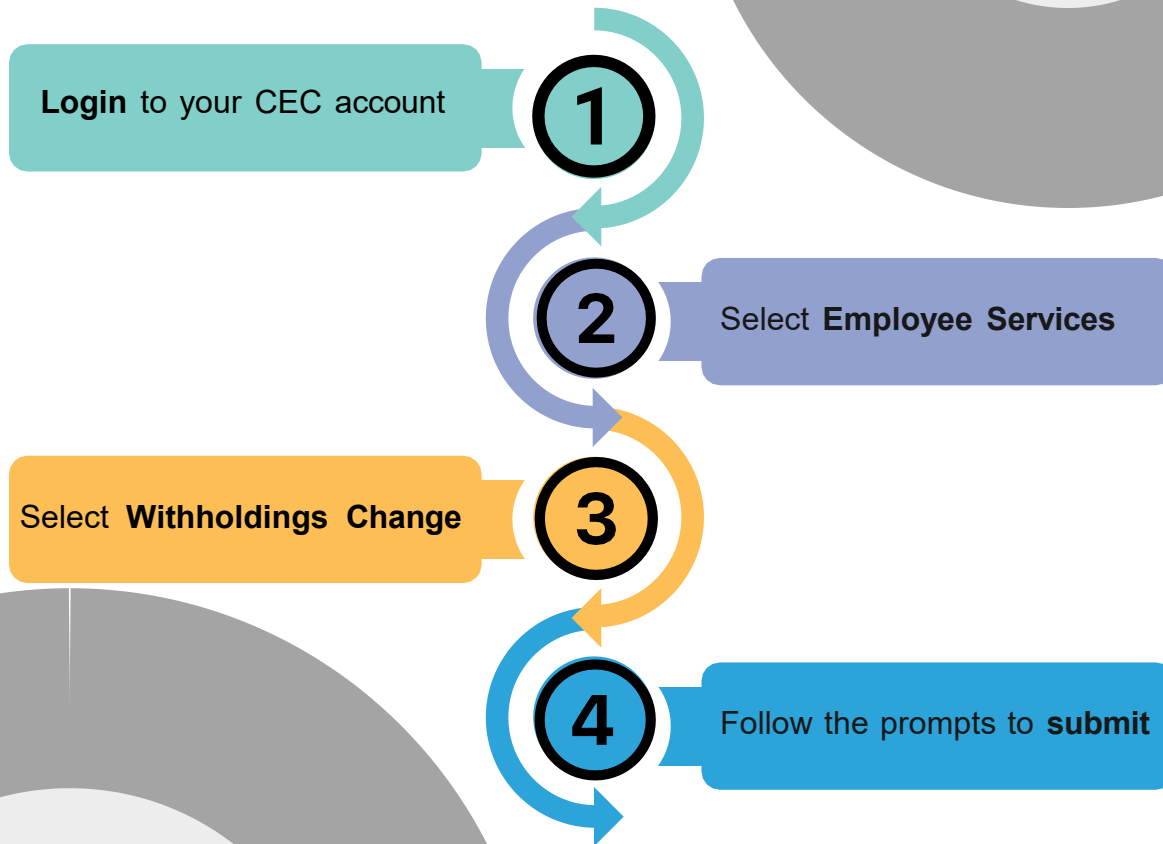 Login to your CEC account
1
2
Select Employee Services
Select Withholdings Change
3
4
Follow the prompts to submit